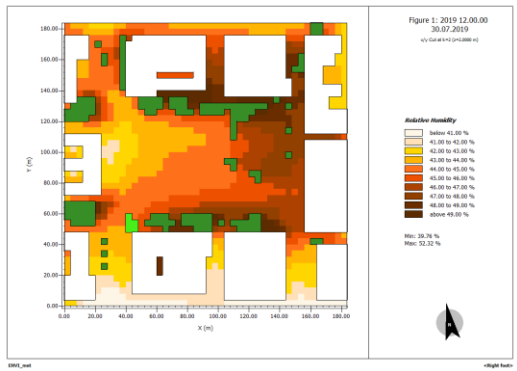 Figure 1: 2019 12.00.00
30.07.2019
x/y Cut at k=2 (z=3.0000 m)
180.00
160.00
140.00
120.00
100.00
80.00
60.00
40.00
20.00
0.00
Y (m)
0.00 20.00 40.00 60.00 80.00 100.00 120.00 140.00 160.00 180.00
X (m)
Relative Humidity
below 41.00 %
41.00 to 42.00 %
42.00 to 43.00 %
43.00 to 44.00 %
44.00 to 45.00 %
45.00 to 46.00 %
46.00 to 47.00 %
47.00 to 48.00 %
48.00 to 49.00 %
above 49.00 %
Min: 39.76 %
Max: 52.32 %
N
ENVI_met
<Right foot>